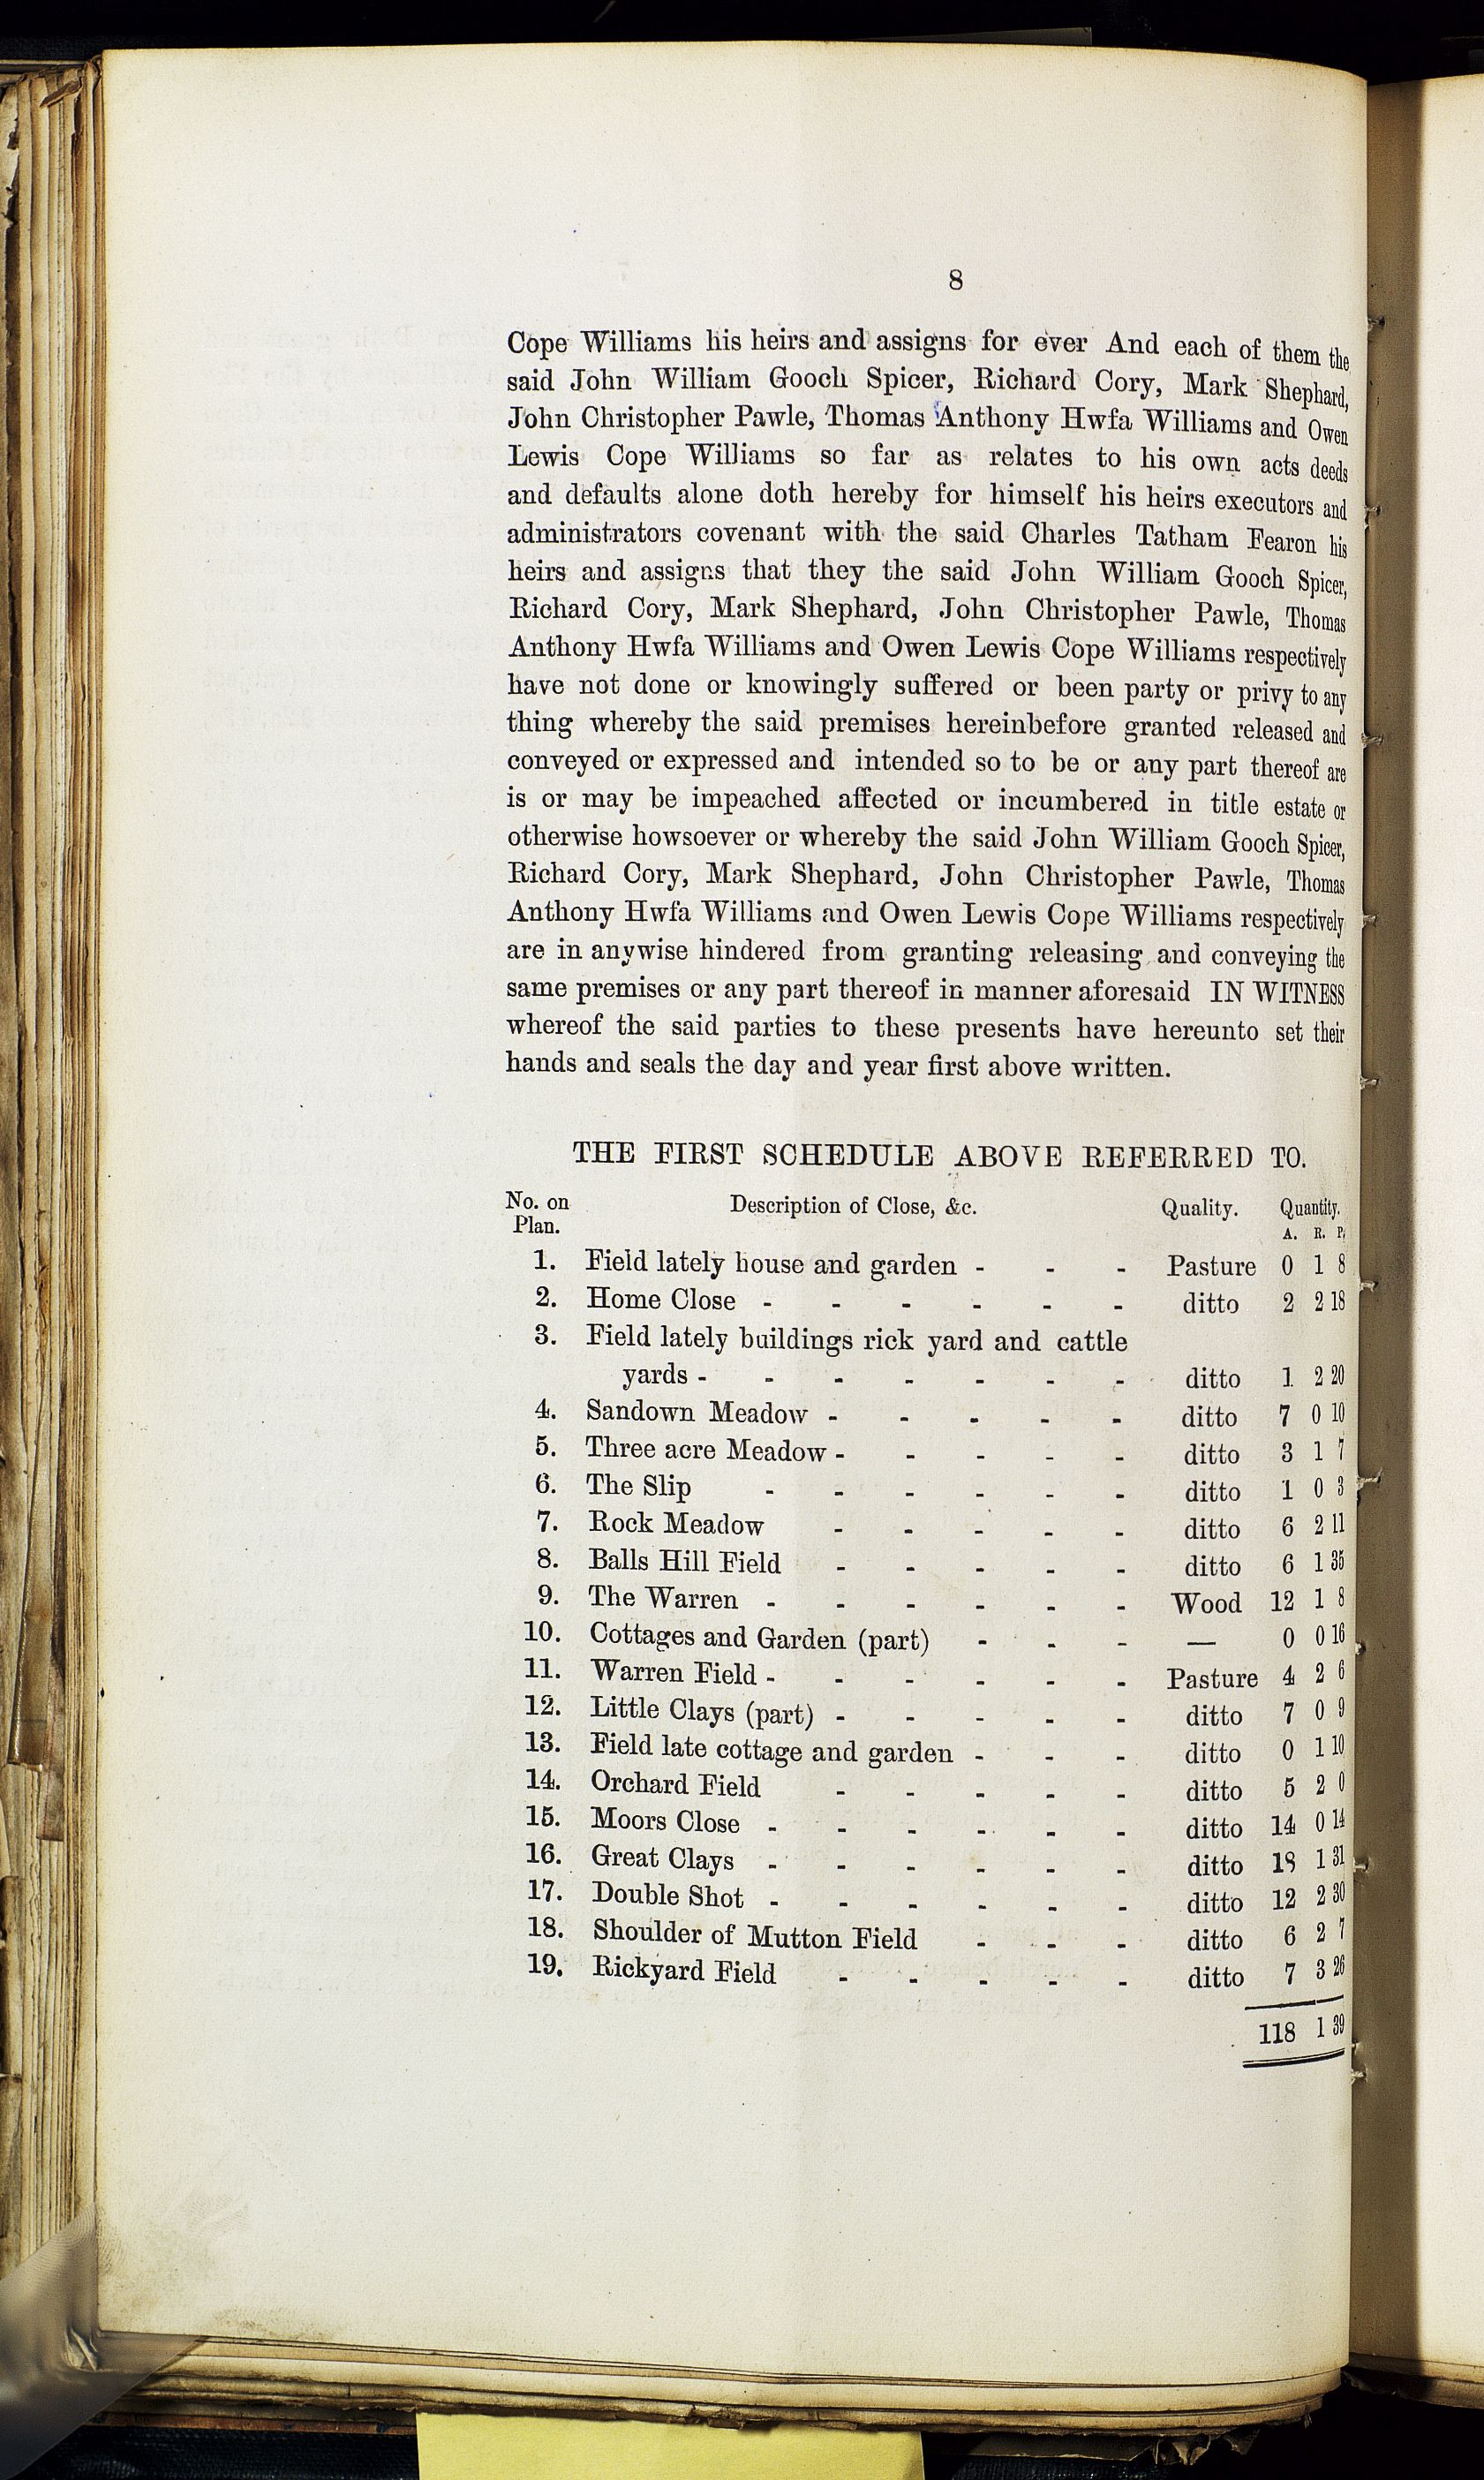 8
Cope Williams his heirs and assigns for ever And each of them the
said John William Gooch Spicer, Richard Cory, Mark Shephard,
John Christopher Pawle, Thomas Anthony Hwfa Williams and Owen
Lewis Cope Williams so far as relates to his own acts deeds
and defaults alone doth hereby for himself his heirs executors and
administrators covenant with the said Charles Tatham Fearon his
heirs and assigns that they the said John William Gooch Spicer,
Richard Cory, Mark Shephard, John Christopher Pawle, Thomas
Anthony Hwfa Williams and Owen Lewis Cope Williams respectively
have not done or knowingly suffered or been party or privy to any
thing whereby the said premises hereinbefore granted released and
conveyed or expressed and intended so to be or any part thereof are
is or may be impeached affected or incumbered in title estate or
otherwise howsoever or whereby the said John William Gooch Spicer,
Richard Cory, Mark Shephard, John Christopher Pawle, Thomas
Anthony Hwfa Williams and Owen Lewis Cope Williams respectively
are in anywise hindered from granting releasing and conveying the
same premises or any part thereof in manner aforesaid IN WITNESS
whereof the said parties to these presents have hereunto set their
hands and seals the day and year first above written.
THE FIRST SCHEDULE ABOVE REFERRED TO.
No. on Description of Close, &c. Quality. Quantity.
Plan. A. R. P.
1. Field lately house and garden - - - Pasture 0 1 8
2. Home Close - - - - - - ditto 2 2 18
3. Field lately buildings rick yard and cattle
yards - - - - - - - ditto 1 2 20
4. Sandown Meadow - - - - - ditto 7 0 10
5. Three acre Meadow - - - - - ditto 3 1 7
6. The Slip - - - - - - ditto 1 0 3
7. Rock Meadow - - - - - ditto 6 2 11
8. Balls Hill Field - - - - - ditto 6 1 35
9. The Warren - - - - - - Wood 12 1 8
10. Cottages and Garden (part) - - - — 0 0 16
11. Warren Field - - - - - - Pasture 4 2 6
12. Little Clays (part) - - - - - ditto 7 0 9
13. Field late cottage and garden - - - ditto 0 1 10
14. Orchard Field - - - - - ditto 5 2 0
15. Moors Close - - - - - - ditto 14 0 14
16. Great Clays - - - - - - ditto 18 1 31
17. Double Shot - - - - - - ditto 12 2 30
18. Shoulder of Mutton Field - - - ditto 6 2 7
19. Rickyard Field - - - - - ditto 7 3 26
118 1 39